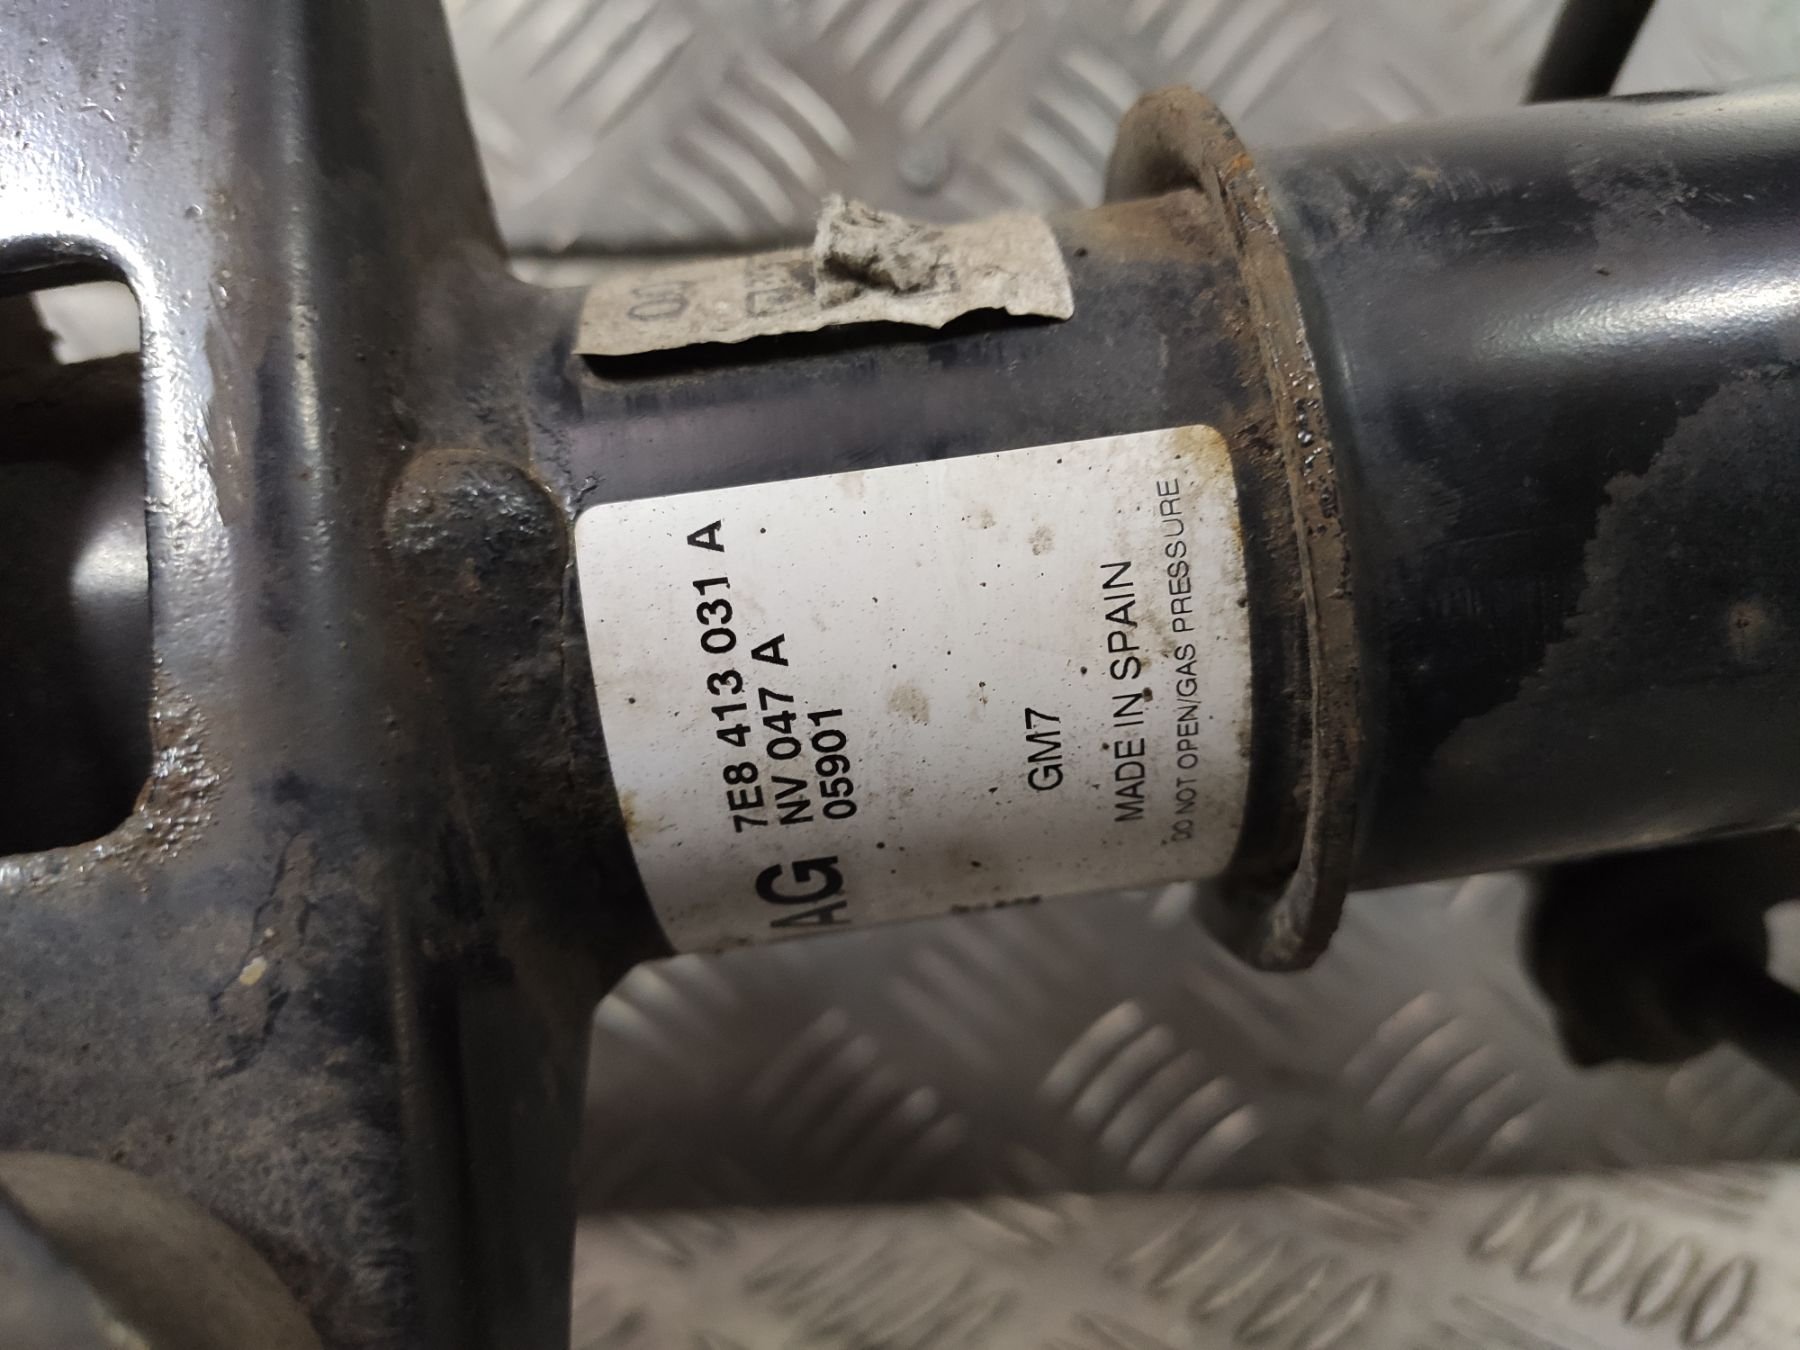 7E8 413 031 A
NV 047 A
AG 05901
GM7
MADE IN SPAIN
DO NOT OPEN/GAS PRESSURE